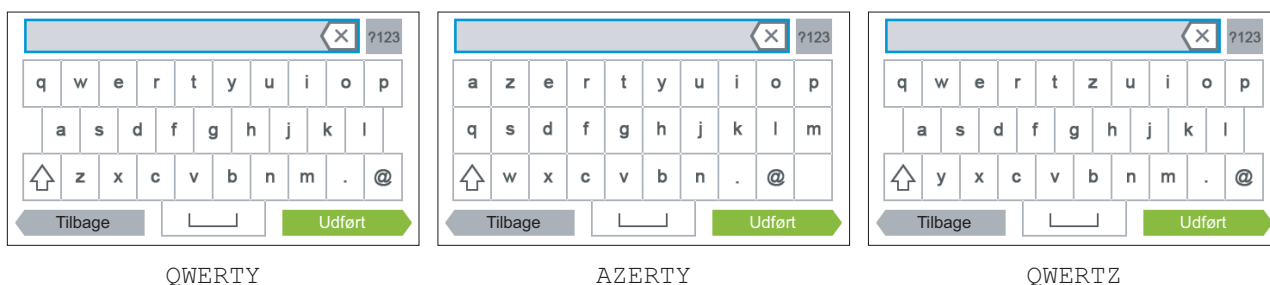 ?123
q w e r t y u i o p
a s d f g h j k l
z x c v b n m . @
Tilbage Udført
QWERTY
?123
a z e r t y u i o p
q s d f g h j k l m
w x c v b n . @
Tilbage Udført
AZERTY
?123
q w e r t z u i o p
a s d f g h j k l
y x c v b n m . @
Tilbage Udført
QWERTZ